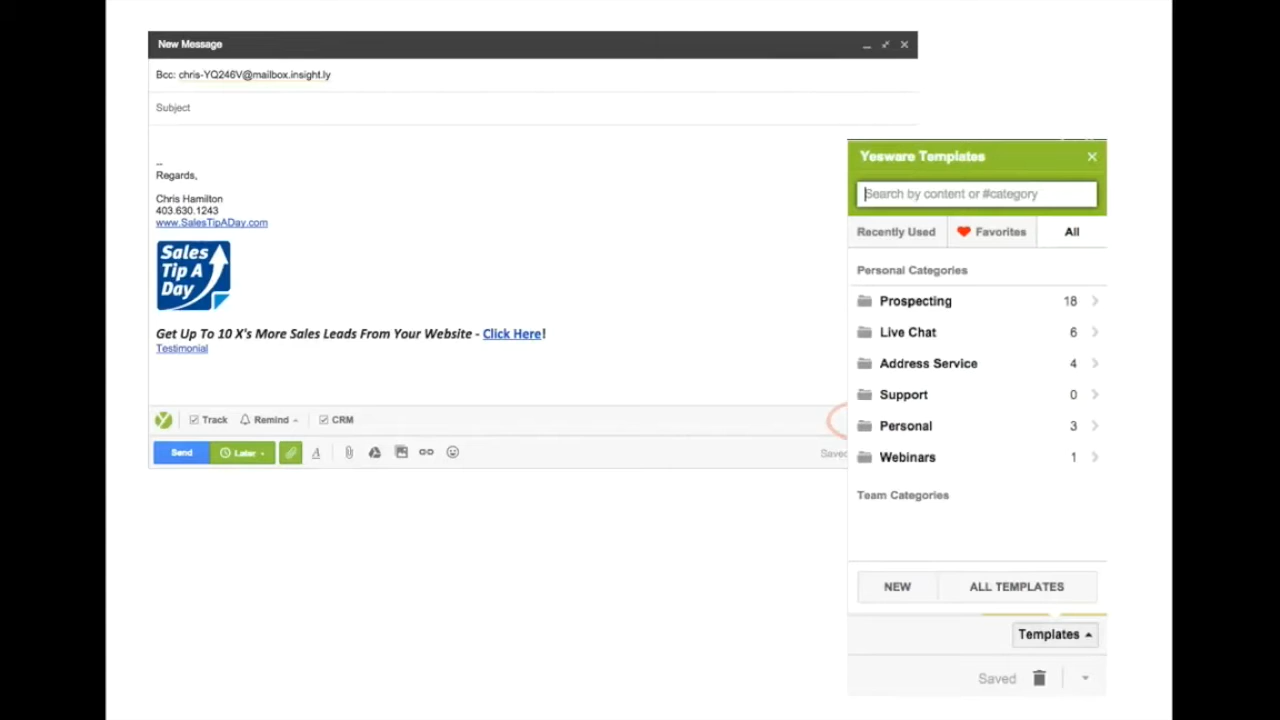 New Message
Bcc: chris-YQ246V@mailbox.insight.ly
Subject
--
Regards,
Chris Hamilton
403.630.1243
www.SalesTipADay.com
Sales
Tip A
Day
Get Up To 10 X's More Sales Leads From Your Website - Click Here!
Testimonial
Track Remind CRM
Send Later Saved
Yesware Templates
Search by content or #category
Recently Used Favorites All
Personal Categories
Prospecting 18
Live Chat 6
Address Service 4
Support 0
Personal 3
Webinars 1
Team Categories
NEW ALL TEMPLATES
Templates
Saved